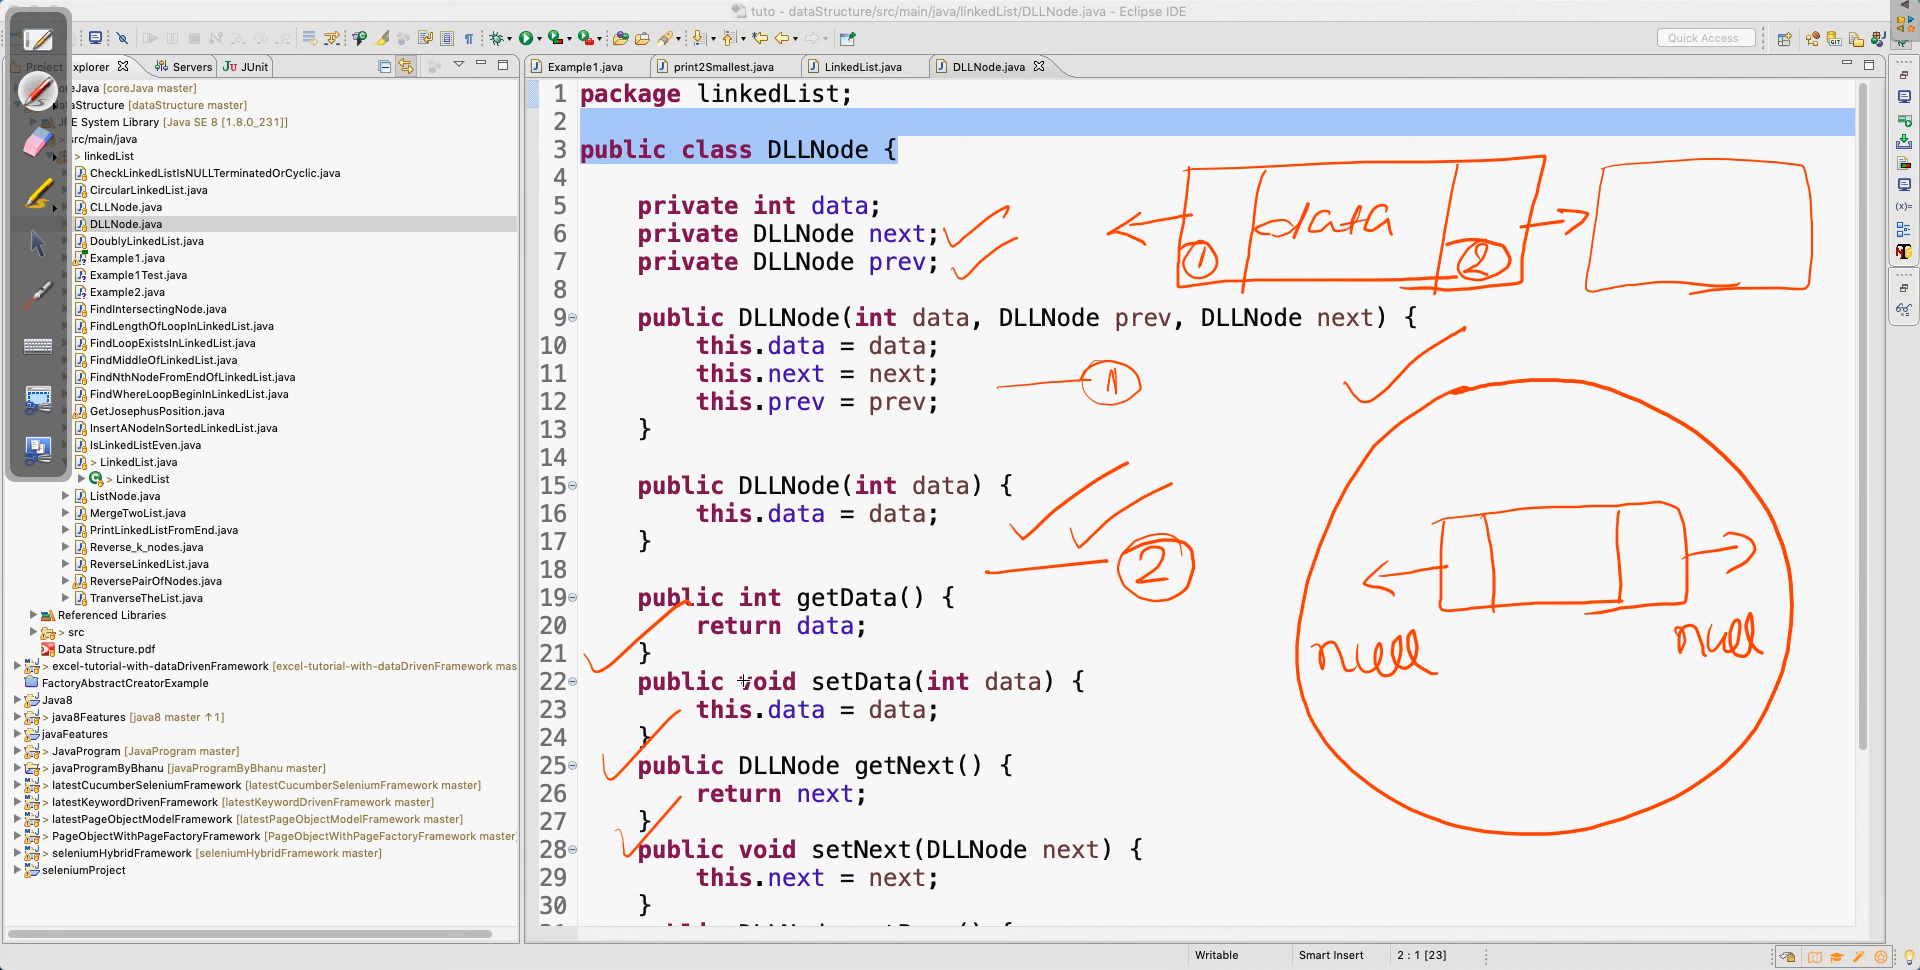 tuto - dataStructure/src/main/java/linkedList/DLLNode.java - Eclipse IDE
Quick Access
Explorer
Servers
JUnit
Example1.java
print2Smallest.java
LinkedList.java
DLLNode.java
[coreJava master]
[dataStructure master]
System Library [Java SE 8 [1.8.0_231]]
src/main/java
> linkedList
CheckLinkedListIsNULLTerminatedOrCyclic.java
CircularLinkedList.java
CLLNode.java
DLLNode.java
DoublyLinkedList.java
Example1.java
Example1Test.java
Example2.java
FindIntersectingNode.java
FindLengthOfLoopInLinkedList.java
FindLoopExistsInLinkedList.java
FindMiddleOfLinkedList.java
FindNthNodeFromEndOfLinkedList.java
FindWhereLoopBeginInLinkedList.java
GetJosephusPosition.java
InsertANodeInSortedLinkedList.java
IsLinkedListEven.java
> LinkedList.java
> LinkedList
ListNode.java
MergeTwoList.java
PrintLinkedListFromEnd.java
Reverse_k_nodes.java
ReverseLinkedList.java
ReversePairOfNodes.java
TranverseTheList.java
Referenced Libraries
> src
Data Structure.pdf
> excel-tutorial-with-dataDrivenFramework [excel-tutorial-with-dataDrivenFramework mas
FactoryAbstractCreatorExample
Java8
> java8Features [java8 master ↑1]
javaFeatures
> JavaProgram [JavaProgram master]
> javaProgramByBhanu [javaProgramByBhanu master]
> latestCucumberSeleniumFramework [latestCucumberSeleniumFramework master]
> latestKeywordDrivenFramework [latestKeywordDrivenFramework master]
> latestPageObjectModelFramework [latestPageObjectModelFramework master]
> PageObjectWithPageFactoryFramework [PageObjectWithPageFactoryFramework master
> seleniumHybridFramework [seleniumHybridFramework master]
seleniumProject
1 package linkedList;
2
3 public class DLLNode {
4
5 private int data;
6 private DLLNode next;
7 private DLLNode prev;
8
9 public DLLNode(int data, DLLNode prev, DLLNode next) {
10 this.data = data;
11 this.next = next;
12 this.prev = prev;
13 }
14
15 public DLLNode(int data) {
16 this.data = data;
17 }
18
19 public int getData() {
20 return data;
21 }
22 public void setData(int data) {
23 this.data = data;
24 }
25 public DLLNode getNext() {
26 return next;
27 }
28 public void setNext(DLLNode next) {
29 this.next = next;
30 }
1
data
2
2
null
null
Writable
Smart Insert
2 : 1 [23]